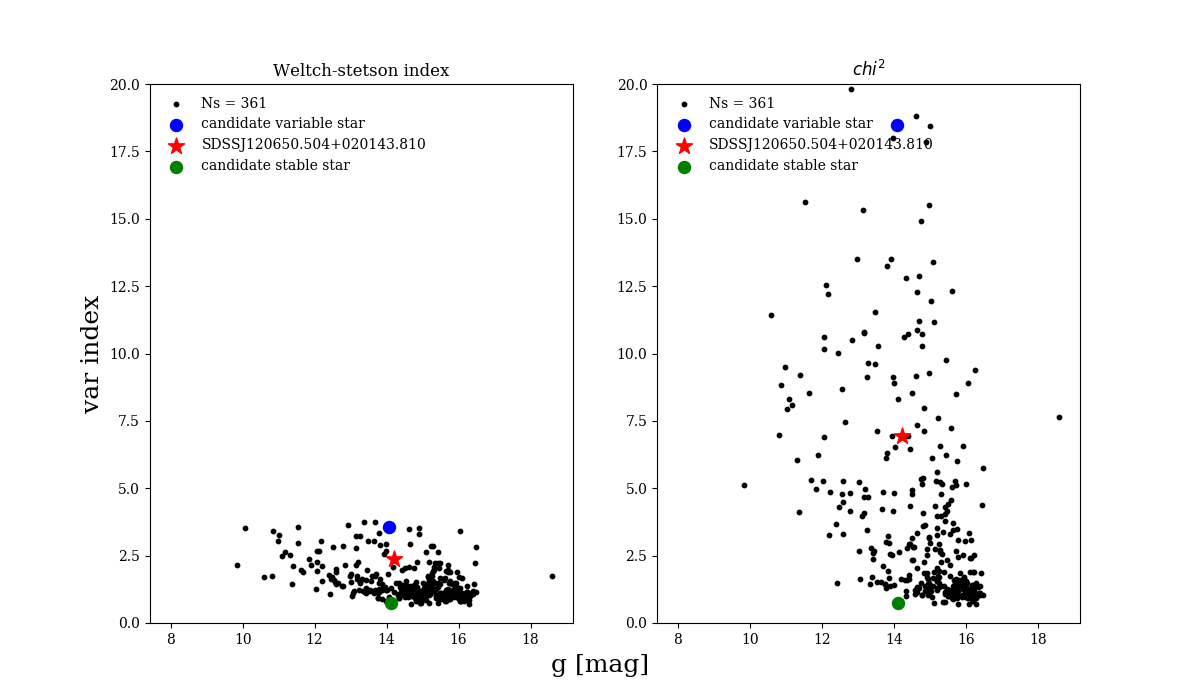 Weltch-stetson index
20.0
17.5
15.0
12.5
10.0
7.5
5.0
2.5
0.0
var index
Ns = 361
candidate variable star
SDSSJ120650.504+020143.810
candidate stable star
8 10 12 14 16 18
chi²
20.0
17.5
15.0
12.5
10.0
7.5
5.0
2.5
0.0
Ns = 361
candidate variable star
SDSSJ120650.504+020143.810
candidate stable star
8 10 12 14 16 18
g [mag]